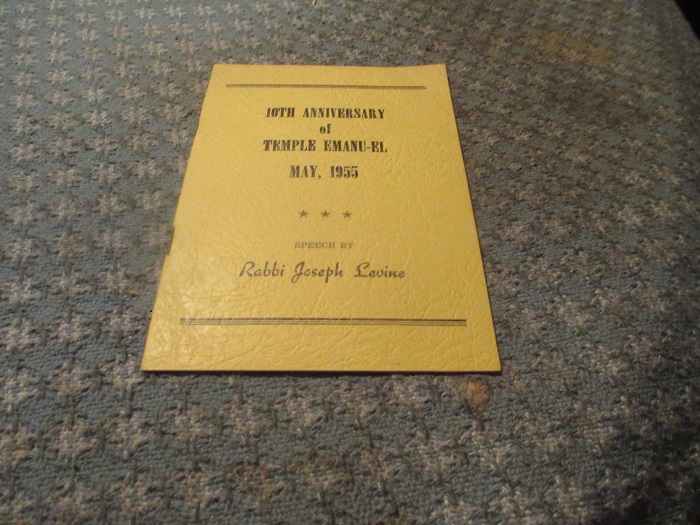 10TH ANNIVERSARY
of
TEMPLE EMANU-EL
MAY, 1955
★ ★ ★
SPEECH BY
Rabbi Joseph Levine